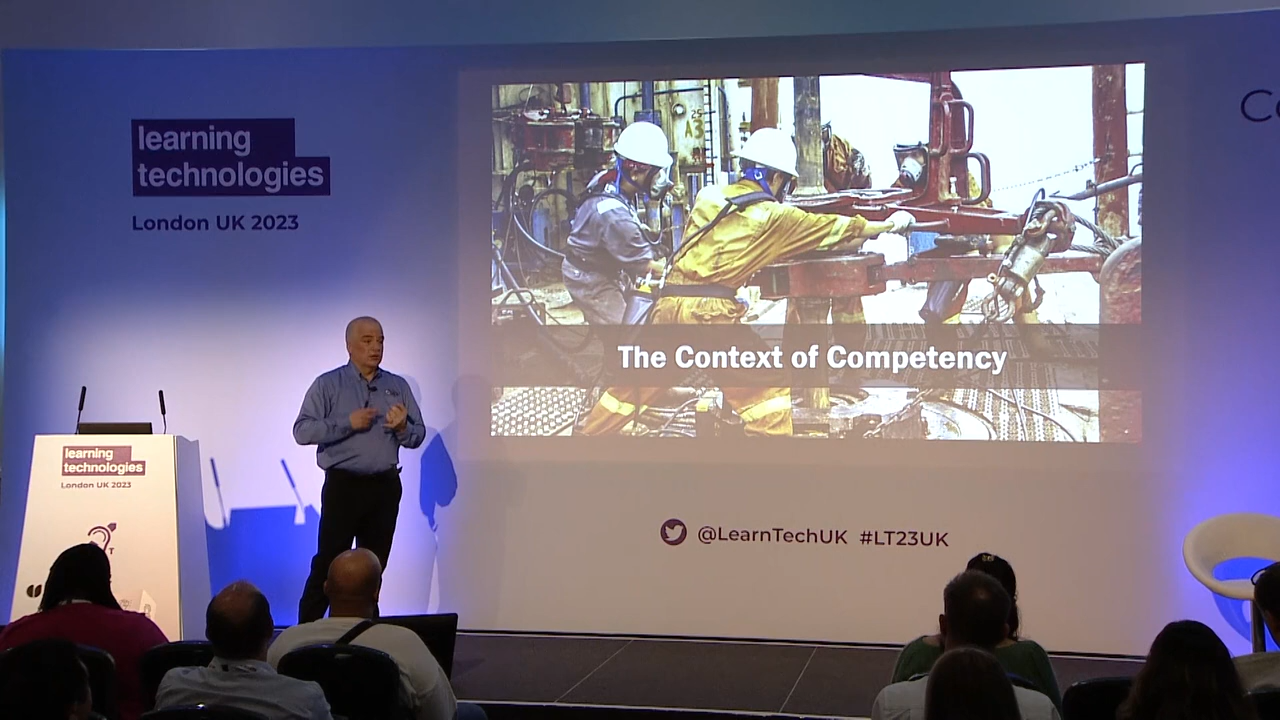 learning
technologies
London UK 2023
The Context of Competency
@LearnTechUK #LT23UK
learning
technologies
London UK 2023
T